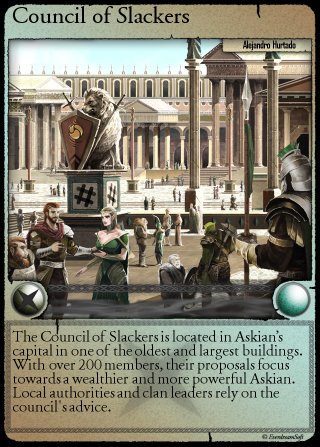 Council of Slackers
Alejandro Hurtado
The Council of Slackers is located in Askian's
capital in one of the oldest and largest buildings.
With over 200 members, their proposals focus
towards a wealthier and more powerful Askian.
Local authorities and clan leaders rely on the
council's advice.
© EverdreamSoft